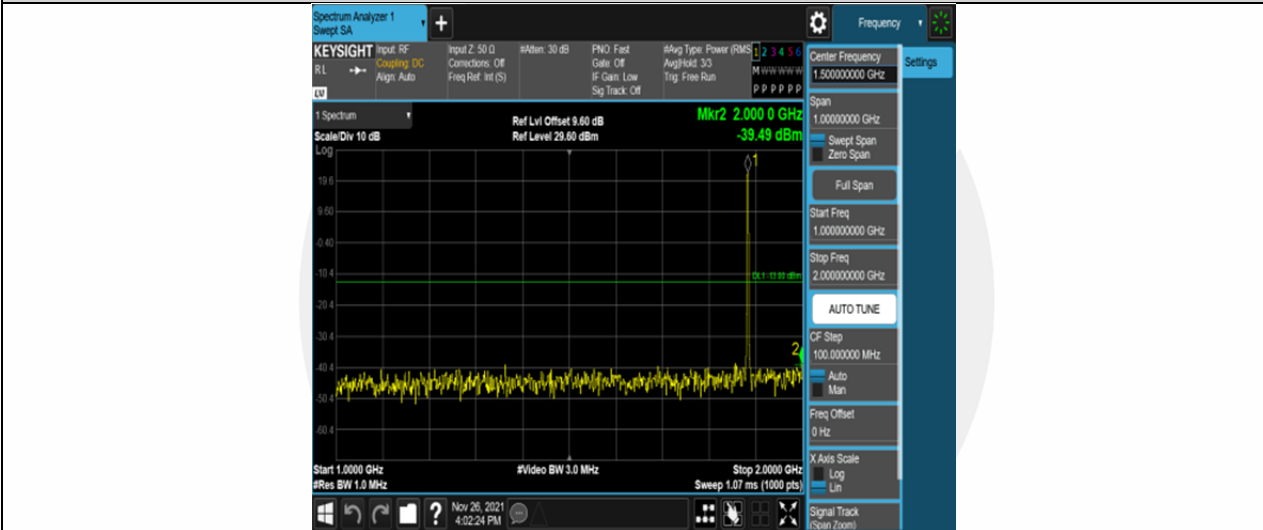 Spectrum Analyzer 1
Swept SA
+
Frequency
KEYSIGHT
RL
LV
Input: RF
Coupling: DC
Align: Auto
Input Z: 50 Ω
Corrections: Off
Freq Ref: Int (S)
#Atten: 30 dB
PNO: Fast
Gate: Off
IF Gain: Low
Sig Track: Off
#Avg Type: Power (RMS
Avg|Hold: 3/3
Trig: Free Run
1 2 3 4 5 6
M W W W W W
P P P P P P
1 Spectrum
Scale/Div 10 dB
Log
Ref Lvl Offset 9.60 dB
Ref Level 29.60 dBm
Mkr2 2.000 0 GHz
-39.49 dBm
1
19.6
9.60
-0.40
-10.4
DL1 -13.00 dBm
-20.4
-30.4
2
-40.4
-50.4
-60.4
Start 1.0000 GHz
#Res BW 1.0 MHz
#Video BW 3.0 MHz
Stop 2.0000 GHz
Sweep 1.07 ms (1000 pts)
?
Nov 26, 2021
4:02:24 PM
Center Frequency
1.500000000 GHz
Span
1.00000000 GHz
Swept Span
Zero Span
Full Span
Start Freq
1.000000000 GHz
Stop Freq
2.000000000 GHz
AUTO TUNE
CF Step
100.000000 MHz
Auto
Man
Freq Offset
0 Hz
X Axis Scale
Log
Lin
Signal Track
(Span Zoom)
Settings